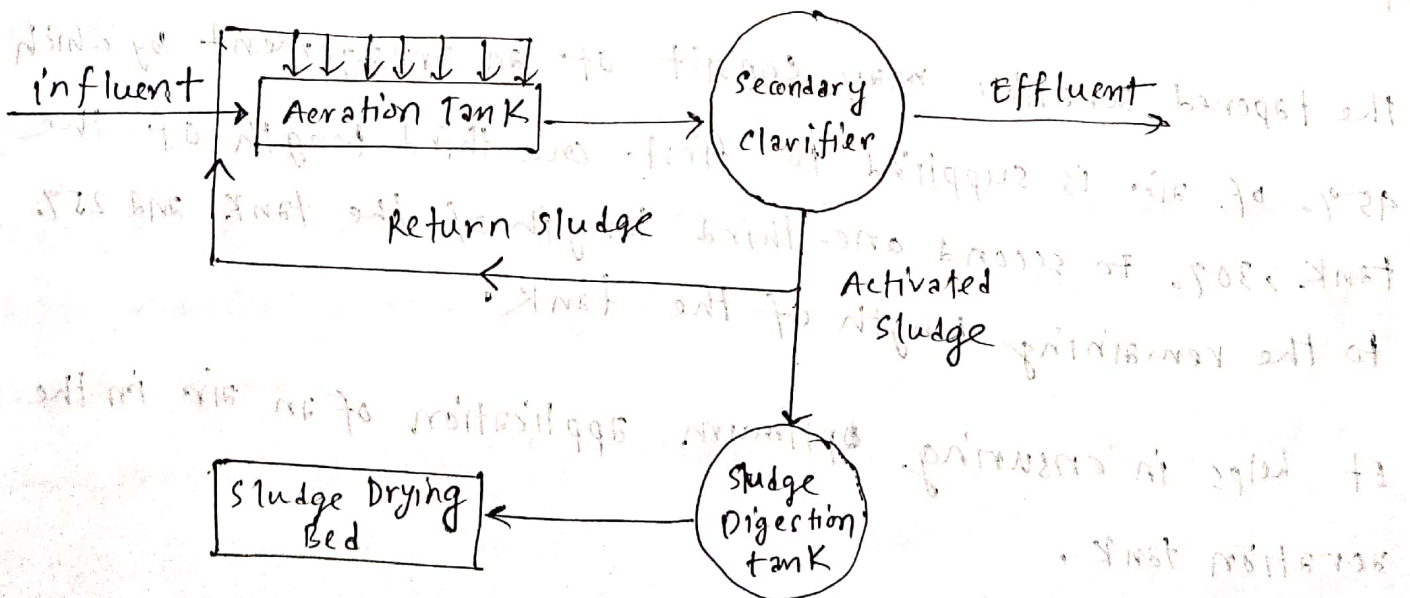 influent
Aeration Tank
Secondary
Clarifier
Effluent
Return sludge
Activated
Sludge
Sludge
Digestion
tank
Sludge Drying
Bed